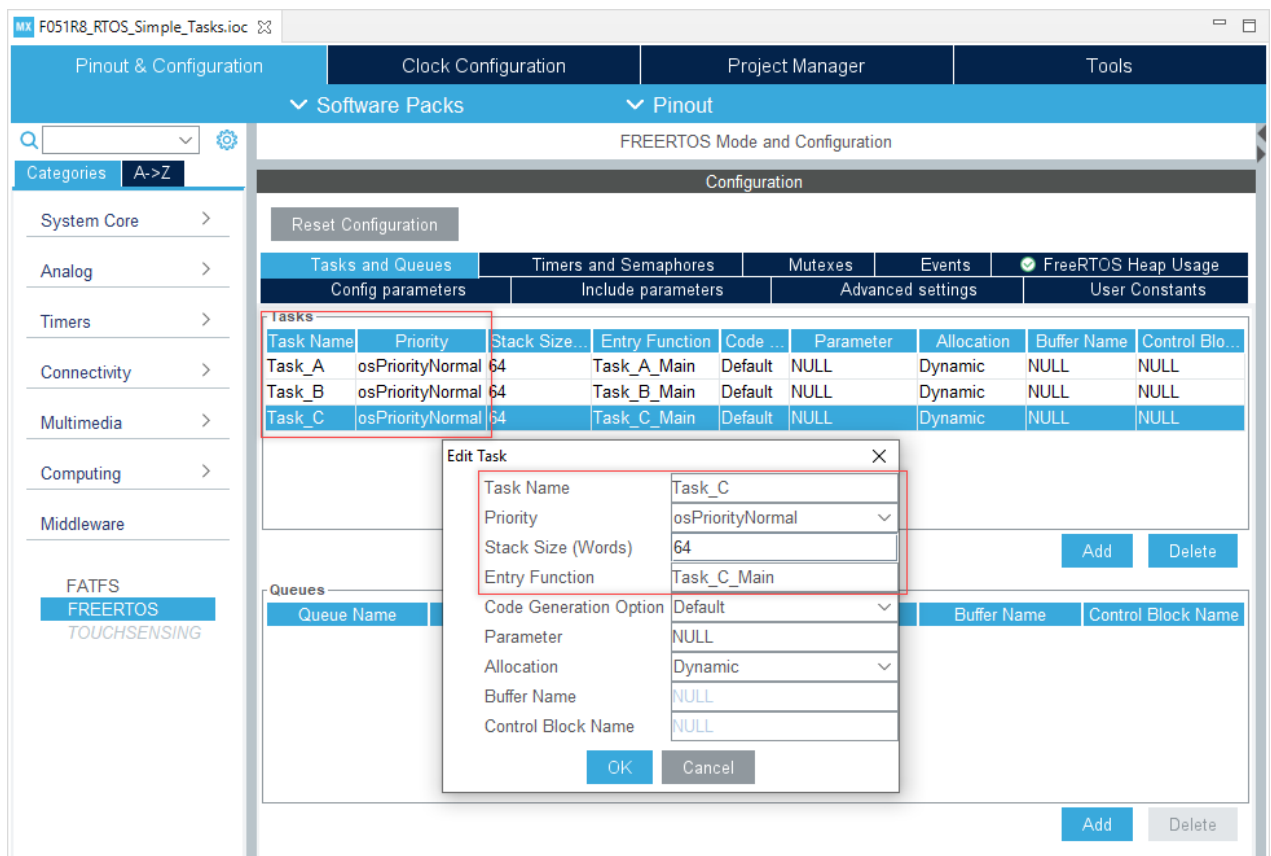 MX F051R8_RTOS_Simple_Tasks.ioc
Pinout & Configuration Clock Configuration Project Manager Tools
Software Packs Pinout
FREERTOS Mode and Configuration
Categories A->Z
Configuration
System Core
Reset Configuration
Analog
Tasks and Queues Timers and Semaphores Mutexes Events FreeRTOS Heap Usage
Config parameters Include parameters Advanced settings User Constants
Timers
Tasks
Task Name Priority Stack Size... Entry Function Code ... Parameter Allocation Buffer Name Control Blo...
Task_A osPriorityNormal 64 Task_A_Main Default NULL Dynamic NULL NULL
Connectivity
Task_B osPriorityNormal 64 Task_B_Main Default NULL Dynamic NULL NULL
Multimedia
Task_C osPriorityNormal 64 Task_C_Main Default NULL Dynamic NULL NULL
Computing
Middleware
FATFS
FREERTOS
TOUCHSENSING
Edit Task
Task Name Task_C
Priority osPriorityNormal
Stack Size (Words) 64
Entry Function Task_C_Main
Code Generation Option Default
Parameter NULL
Allocation Dynamic
Buffer Name NULL
Control Block Name NULL
OK Cancel
Add Delete
Queues
Queue Name Buffer Name Control Block Name
Add Delete